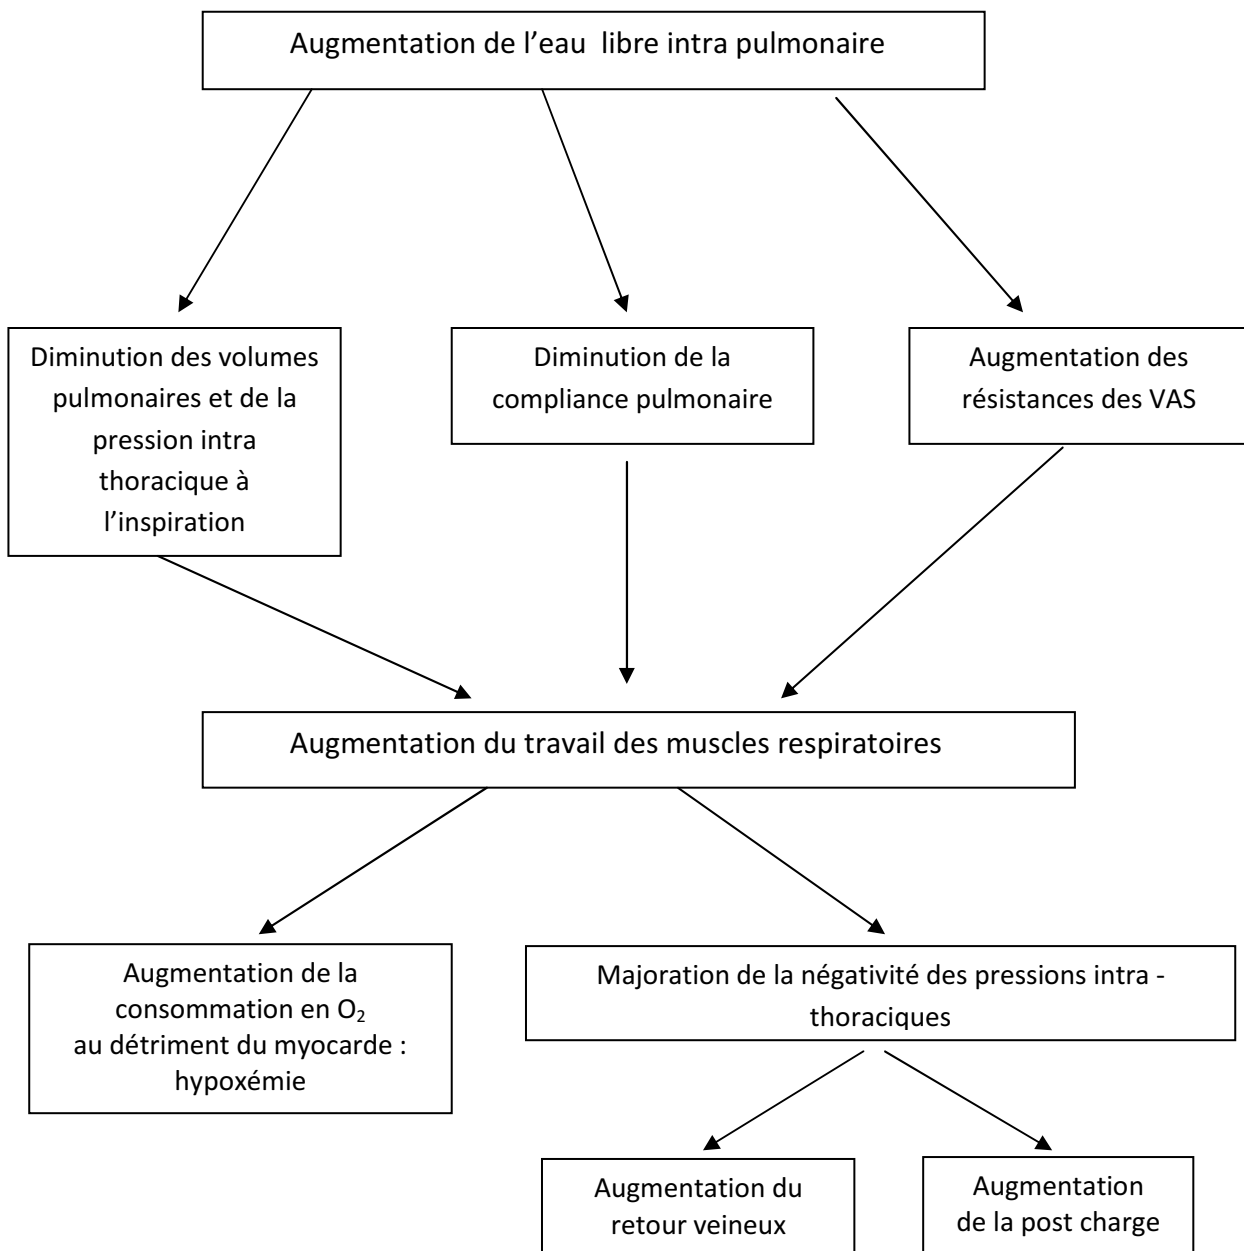 Augmentation de l’eau  libre intra pulmonaire
Diminution des volumes
pulmonaires et de la
pression intra
thoracique à
l’inspiration
Diminution de la
compliance pulmonaire
Augmentation des
résistances des VAS
Augmentation du travail des muscles respiratoires
Augmentation de la
consommation en O₂
au détriment du myocarde :
hypoxémie
Majoration de la négativité des pressions intra -
thoraciques
Augmentation du
retour veineux
Augmentation
de la post charge